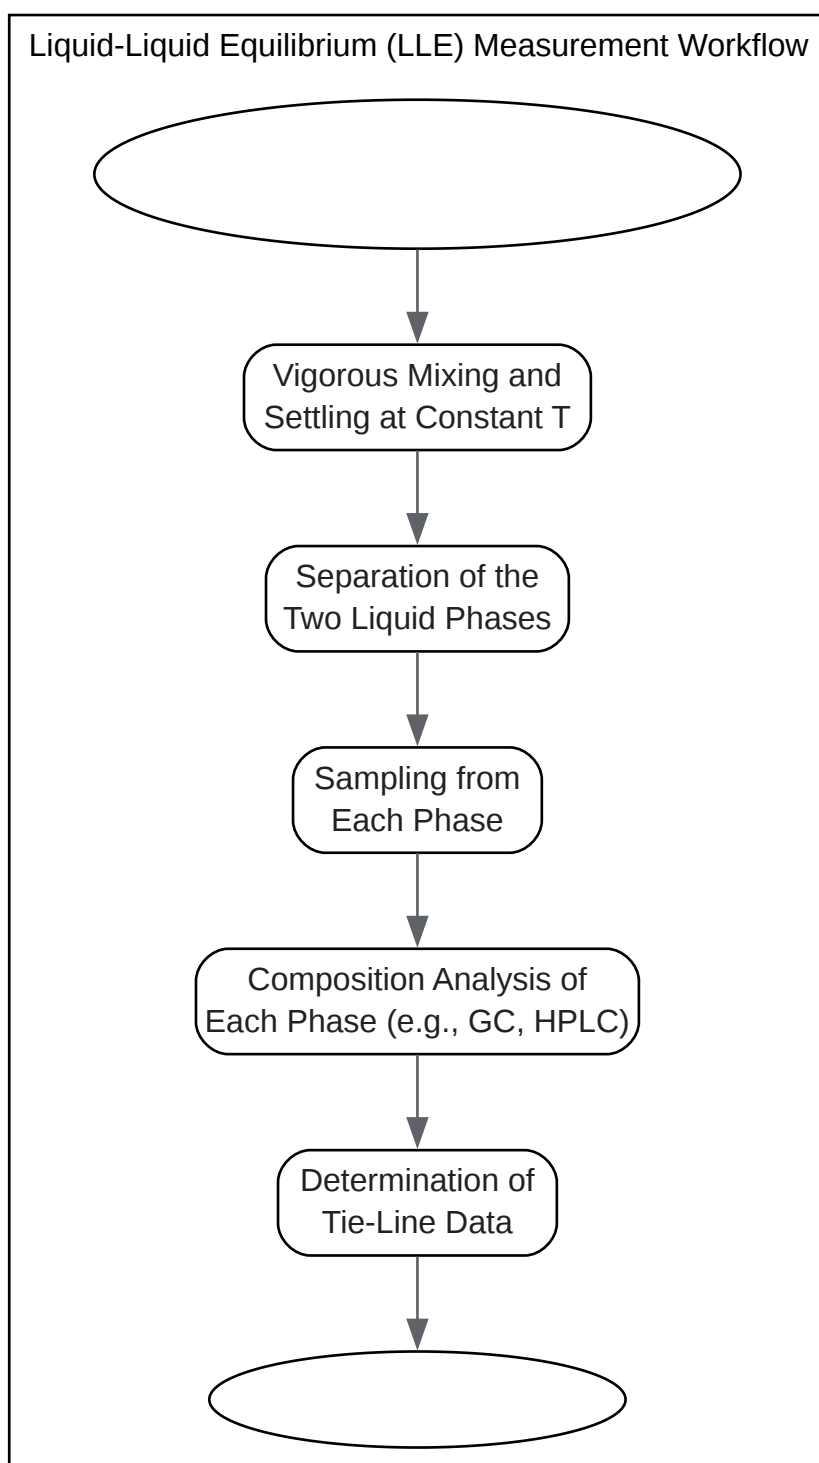 Liquid-Liquid Equilibrium (LLE) Measurement Workflow
Vigorous Mixing and
Settling at Constant T
Separation of the
Two Liquid Phases
Sampling from
Each Phase
Composition Analysis of
Each Phase (e.g., GC, HPLC)
Determination of
Tie-Line Data